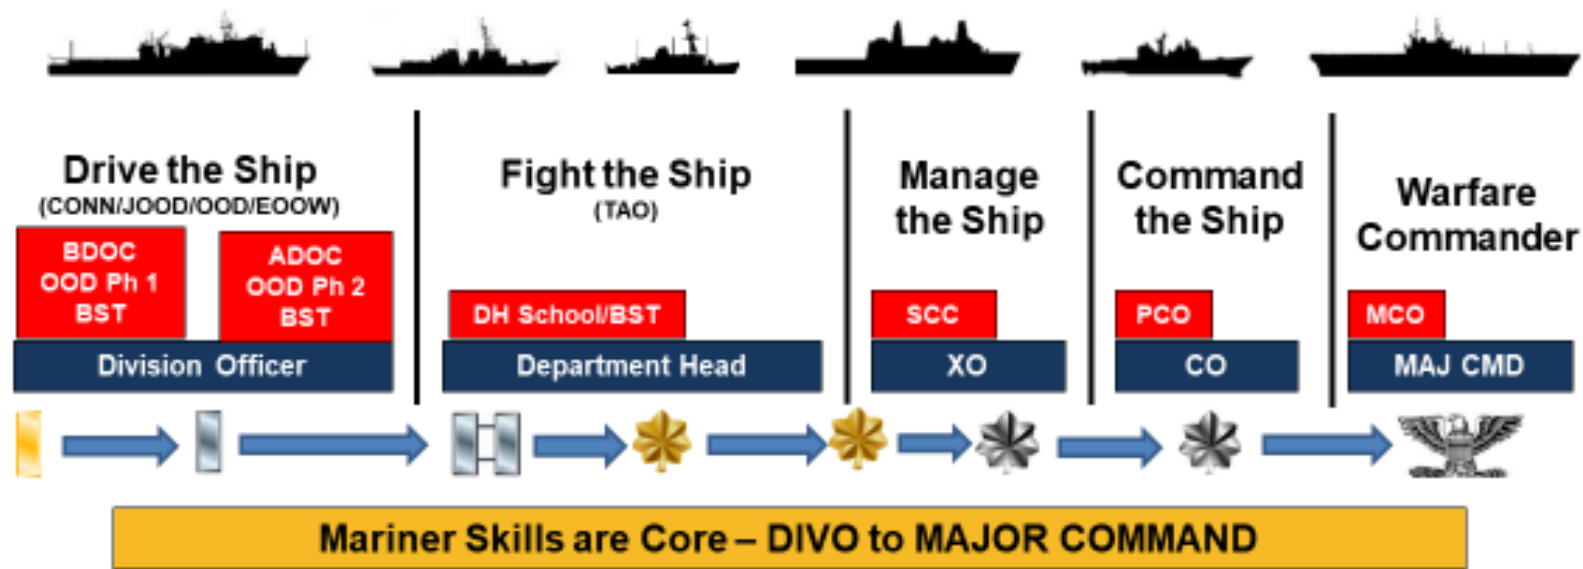 Drive the Ship
(CONN/JOOD/OOD/EOOW)
BDOC
OOD Ph 1
BST
ADOC
OOD Ph 2
BST
Division Officer
Fight the Ship
(TAO)
DH School/BST
Department Head
Manage
the Ship
SCC
XO
Command
the Ship
PCO
CO
Warfare
Commander
MCO
MAJ CMD
Mariner Skills are Core – DIVO to MAJOR COMMAND